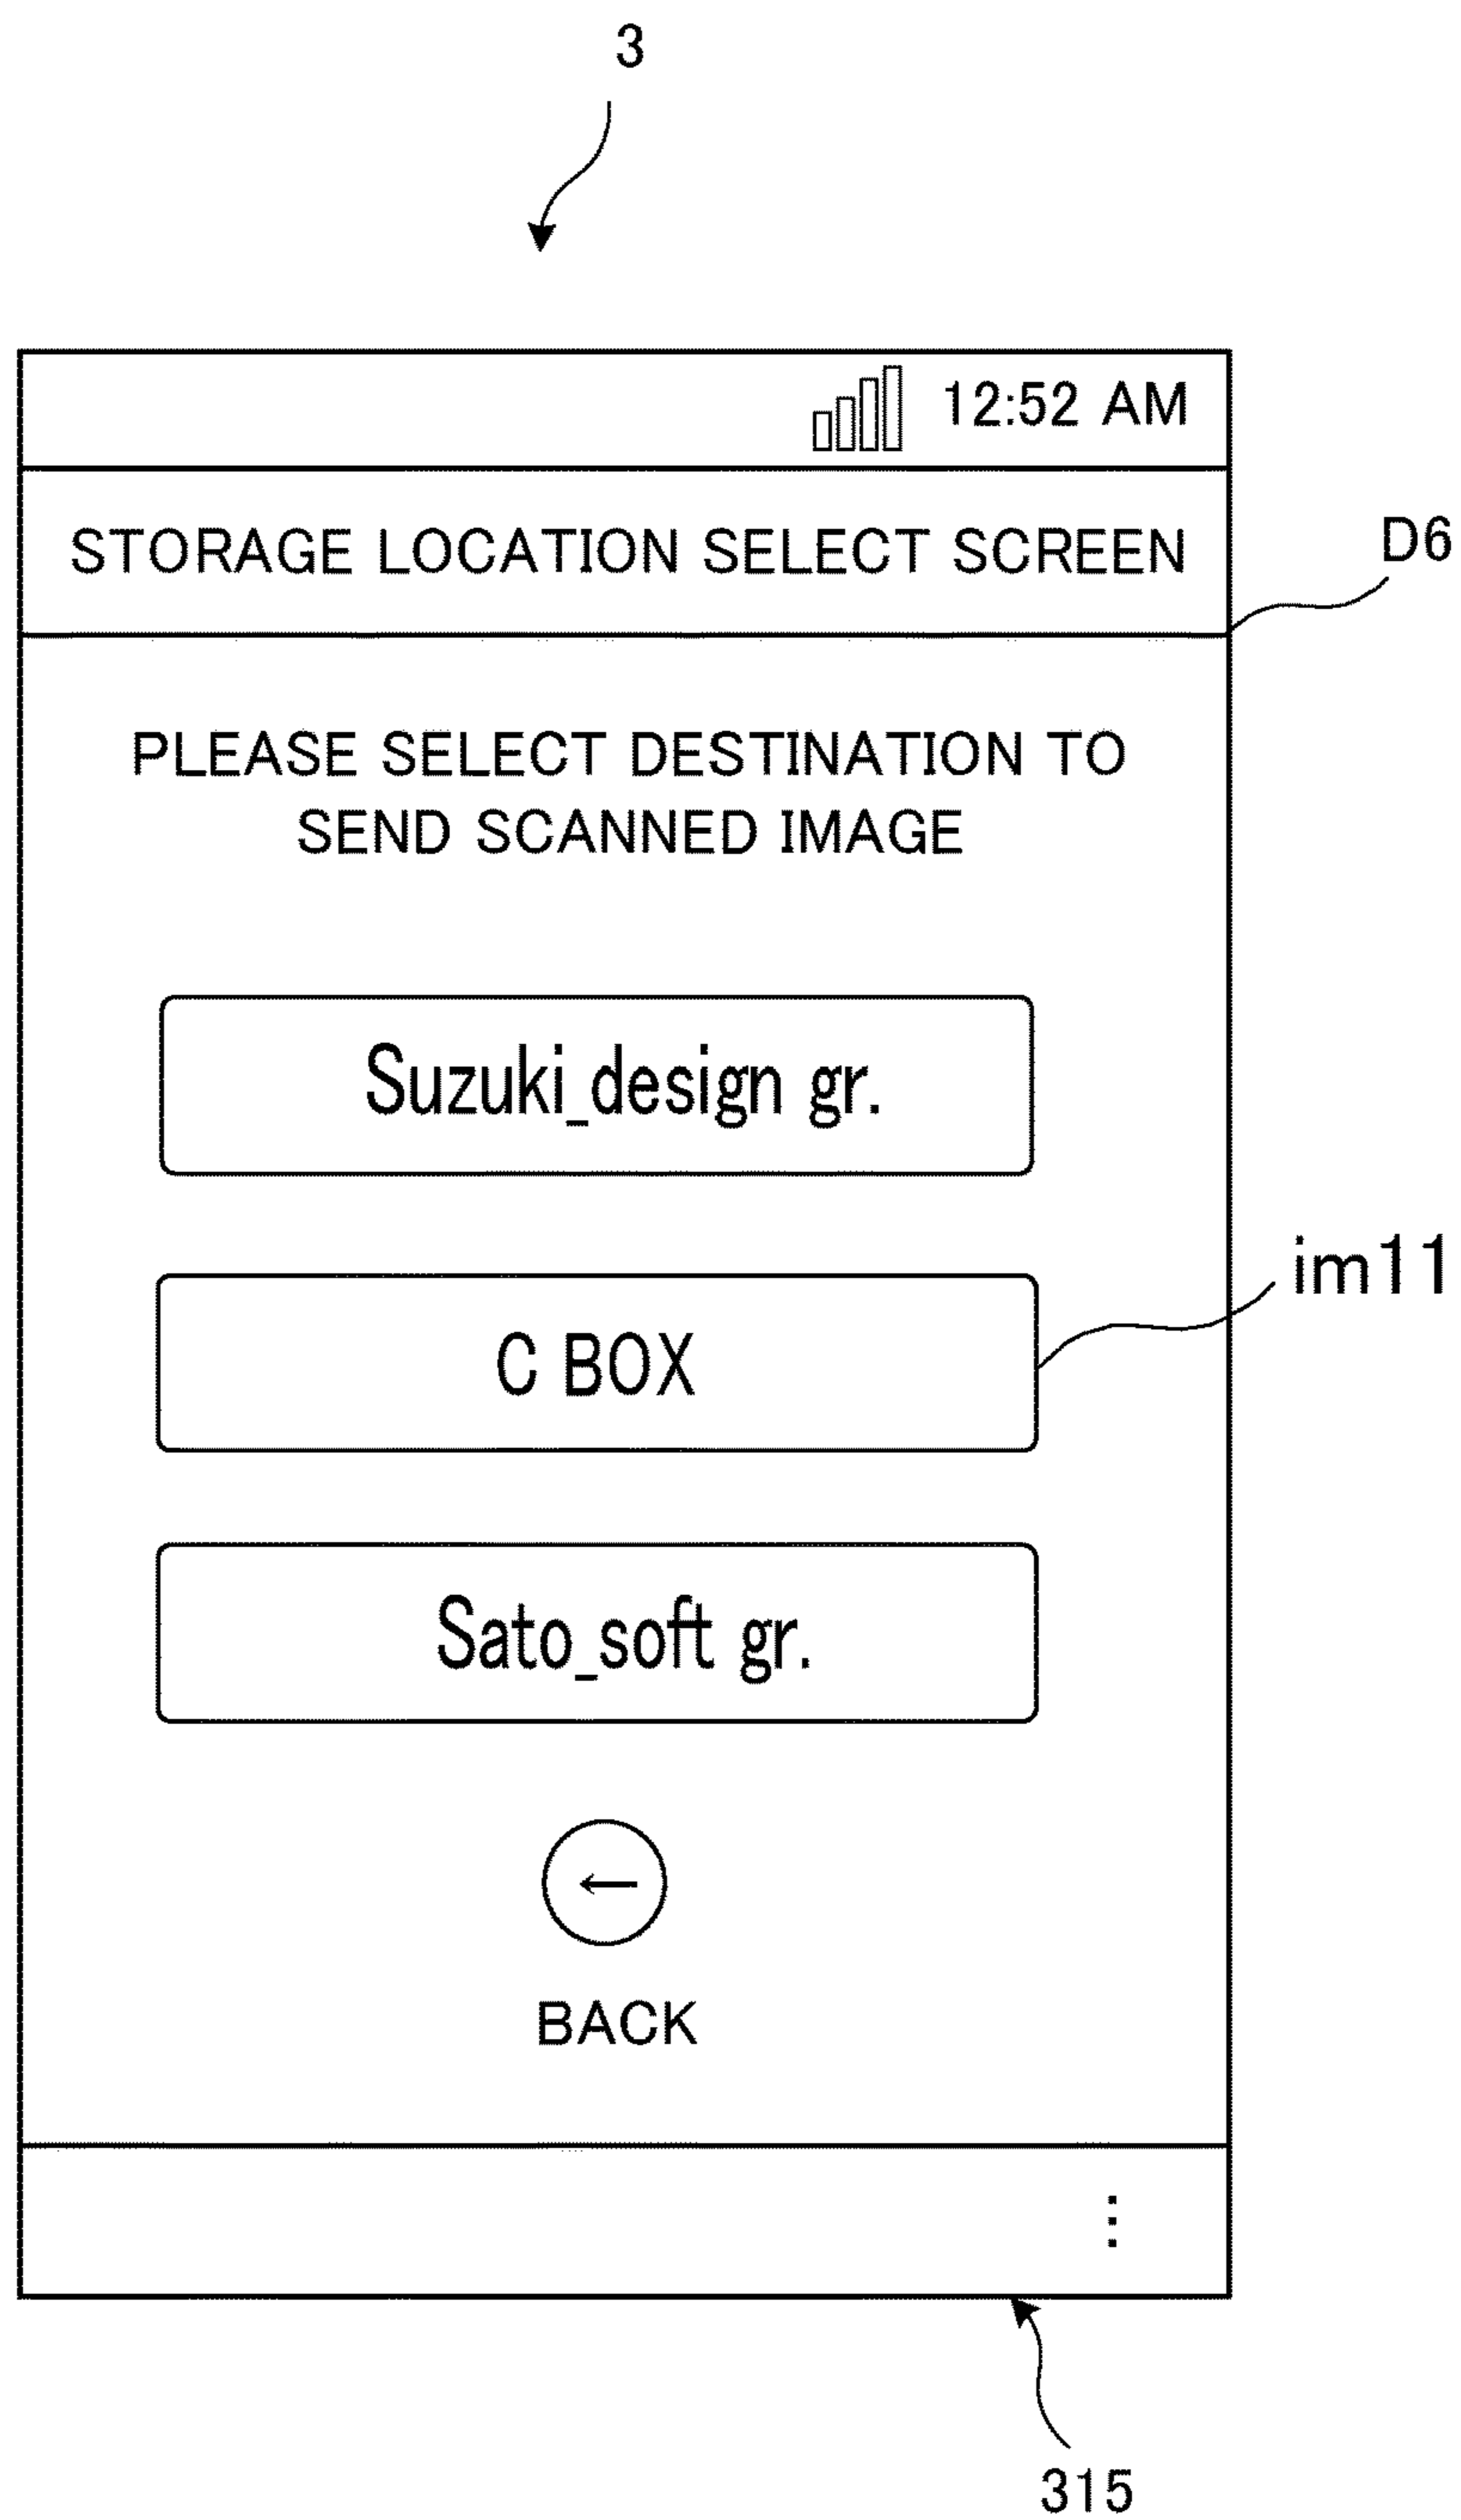 3
12:52 AM
STORAGE LOCATION SELECT SCREEN
D6
PLEASE SELECT DESTINATION TO
SEND SCANNED IMAGE
Suzuki_design gr.
im11
C BOX
Sato_soft gr.
←
BACK
⋮
315